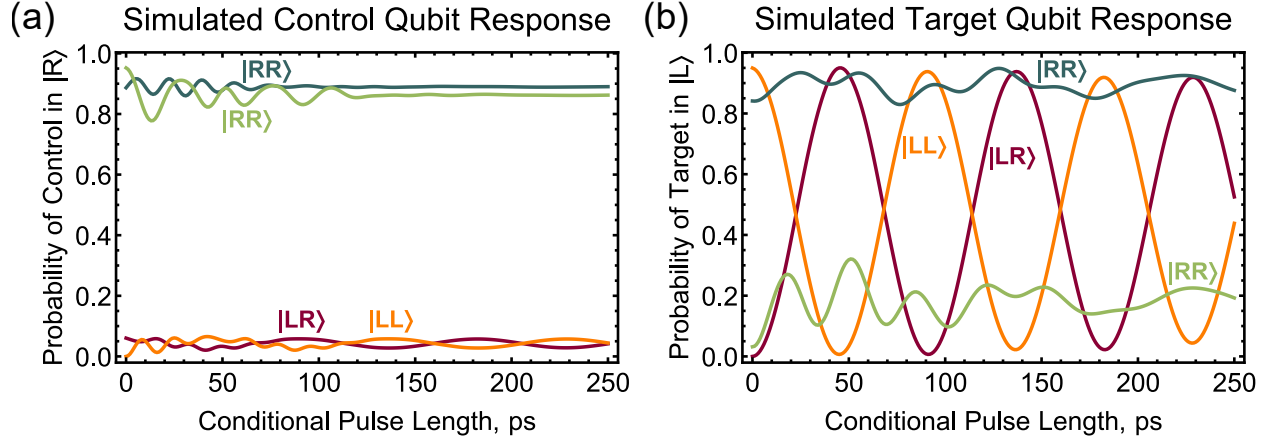 (a) Simulated Control Qubit Response
Probability of Control in |R⟩
1.0
0.8
0.6
0.4
0.2
0.0
|RR⟩
|RR⟩
|LR⟩ |LL⟩
0 50 100 150 200 250
Conditional Pulse Length, ps
(b) Simulated Target Qubit Response
Probability of Target in |L⟩
1.0
0.8
0.6
0.4
0.2
0.0
|RR⟩
|LL⟩ |LR⟩
|RR⟩
0 50 100 150 200 250
Conditional Pulse Length, ps